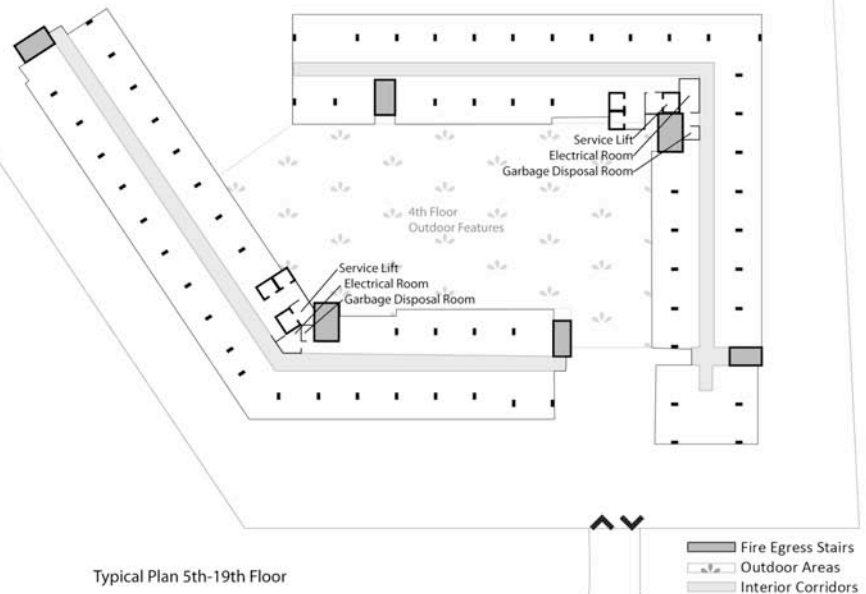 Service Lift
Electrical Room
Garbage Disposal Room
4th Floor
Outdoor Features
Service Lift
Electrical Room
Garbage Disposal Room
Typical Plan 5th-19th Floor
Fire Egress Stairs
Outdoor Areas
Interior Corridors